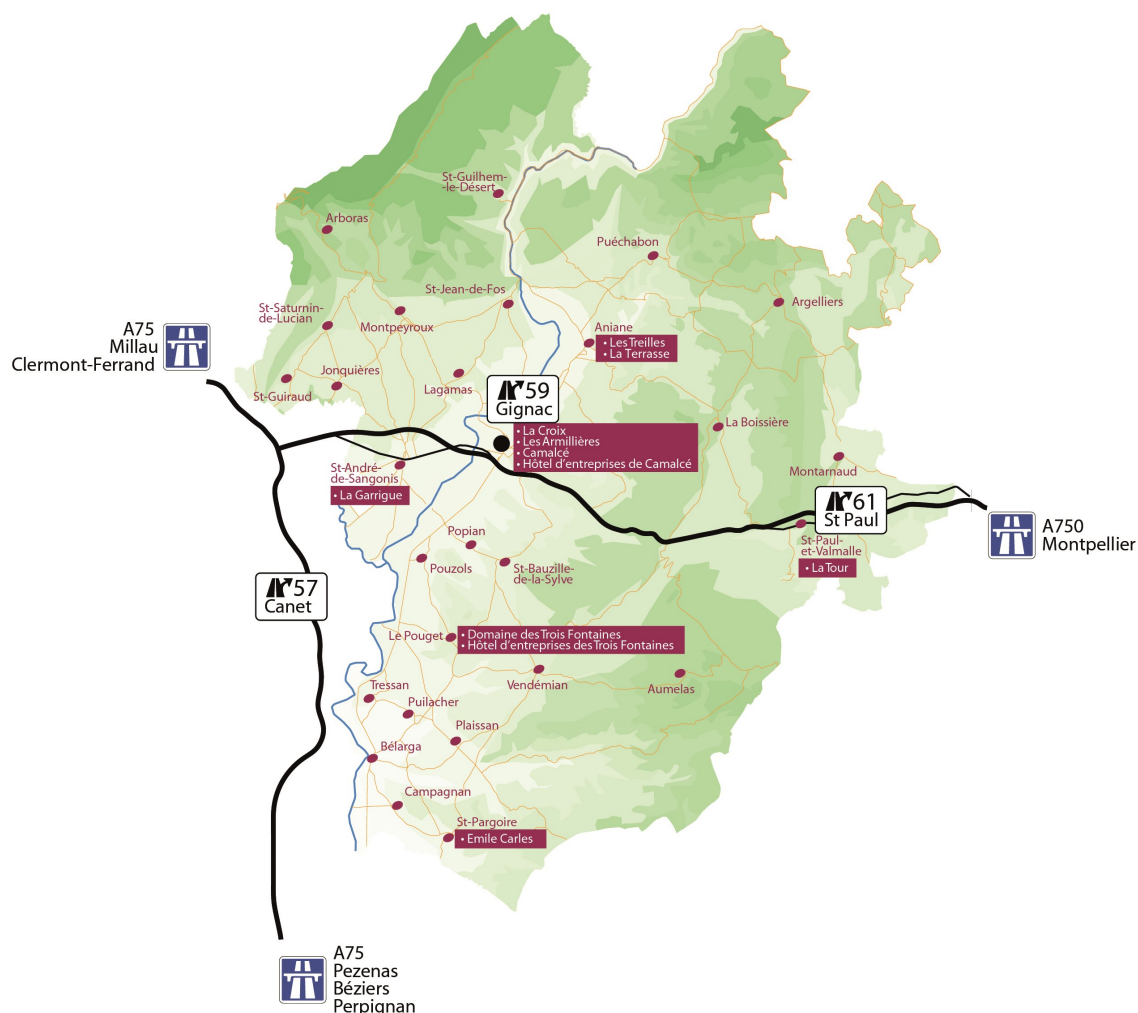 St-Guilhem-
-le-Désert
Arboras
Puéchabon
St-Jean-de-Fos
Argelliers
St-Saturnin-
de-Lucian
Montpeyroux
A75
Millau
Clermont-Ferrand
Aniane
• Les Treilles
• La Terrasse
Jonquières
St-Guiraud
Lagamas
59
Gignac
• La Croix
• Les Armillières
• Camalcé
• Hôtel d'entreprises de Camalcé
La Boissière
St-André-
de-Sangonis
• La Garrigue
Montarnaud
61
St Paul
A750
Montpellier
St-Paul-
et-Valmalle
• La Tour
Popian
Pouzols
St-Bauzille-
de-la-Sylve
57
Canet
Le Pouget
• Domaine des Trois Fontaines
• Hôtel d'entreprises des Trois Fontaines
Vendémian
Aumelas
Tressan
Puilacher
Plaissan
Bélarga
Campagnan
St-Pargoire
• Emile Carles
A75
Pezenas
Béziers
Perpignan